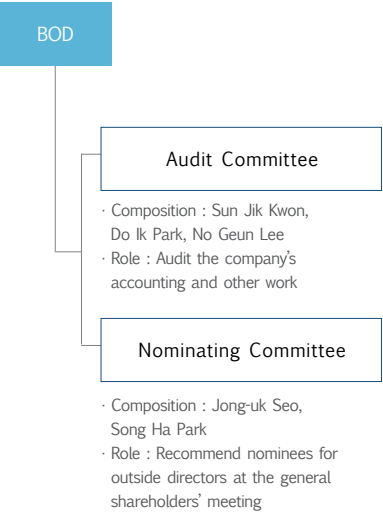 BOD
Audit Committee
· Composition : Sun Jik Kwon,
Do Ik Park, No Geun Lee
· Role : Audit the company's
accounting and other work
Nominating Committee
· Composition : Jong-uk Seo,
Song Ha Park
· Role : Recommend nominees for
outside directors at the general
shareholders' meeting